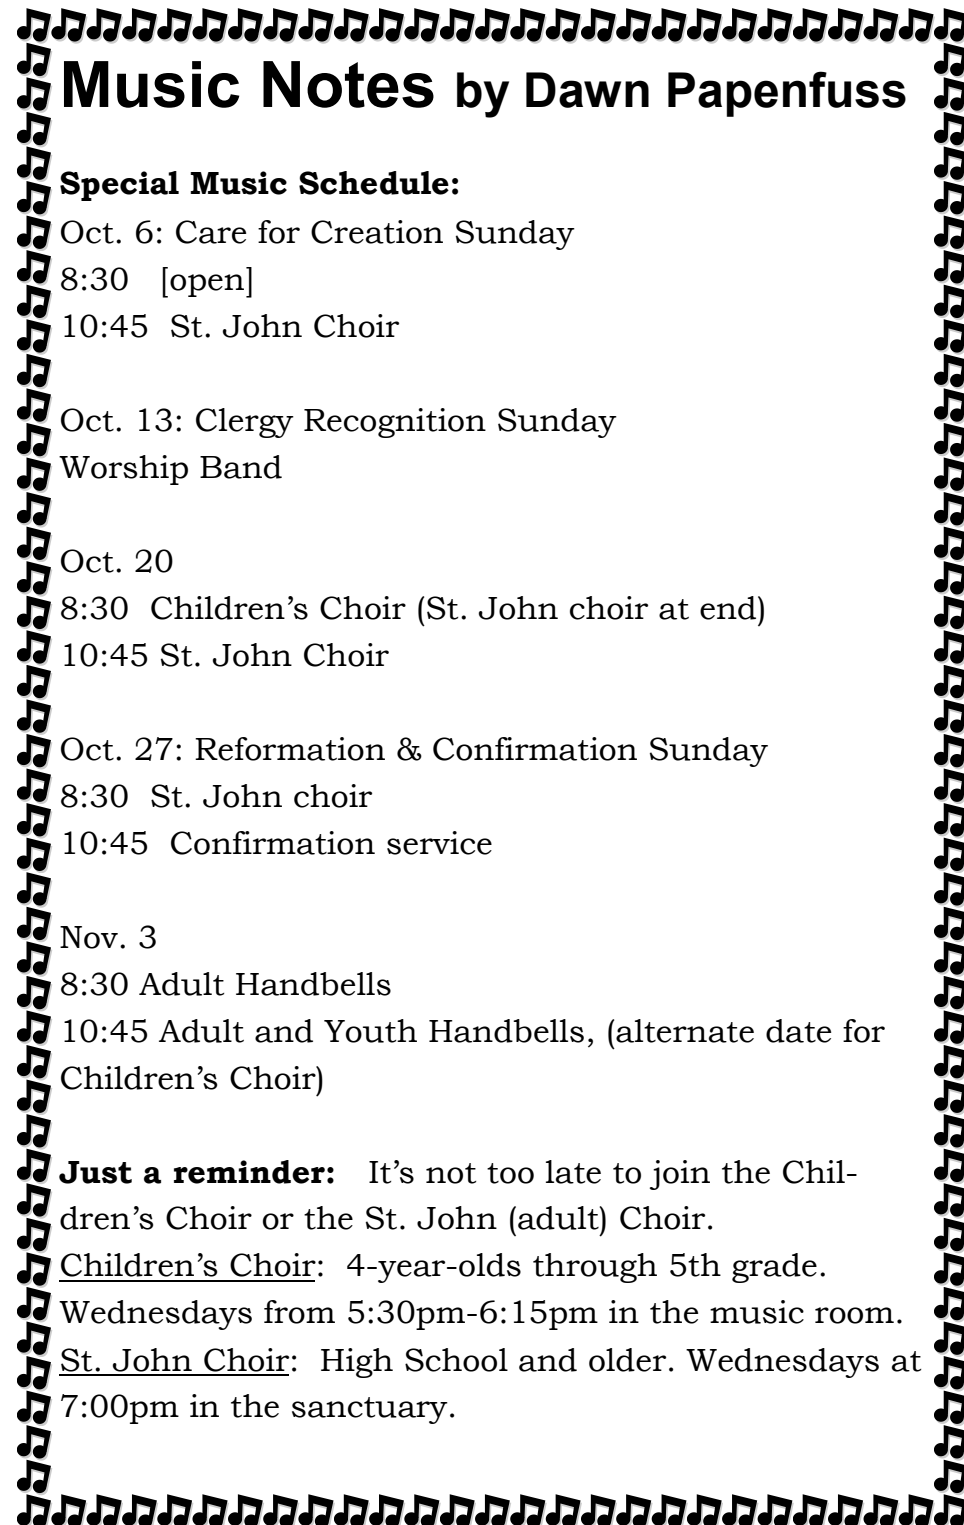 Music Notes by Dawn Papenfuss
Special Music Schedule:
Oct. 6: Care for Creation Sunday
8:30   [open]
10:45  St. John Choir
Oct. 13: Clergy Recognition Sunday
Worship Band
Oct. 20
8:30  Children’s Choir (St. John choir at end)
10:45 St. John Choir
Oct. 27: Reformation & Confirmation Sunday
8:30  St. John choir
10:45  Confirmation service
Nov. 3
8:30 Adult Handbells
10:45 Adult and Youth Handbells, (alternate date for
Children’s Choir)
Just a reminder:   It’s not too late to join the Chil-
dren’s Choir or the St. John (adult) Choir.
Children’s Choir:  4-year-olds through 5th grade.
Wednesdays from 5:30pm-6:15pm in the music room.
St. John Choir:  High School and older. Wednesdays at
7:00pm in the sanctuary.